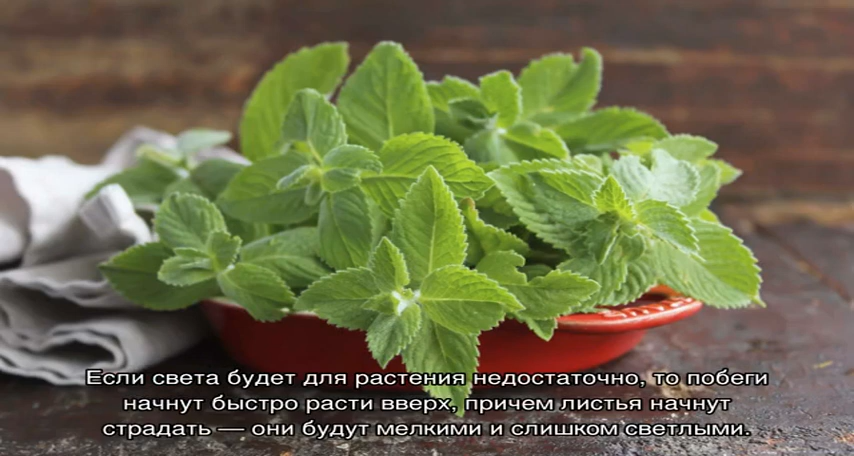 Если света будет для растения недостаточно, то побеги
начнут быстро расти вверх, причем листья начнут
страдать — они будут мелкими и слишком светлыми.